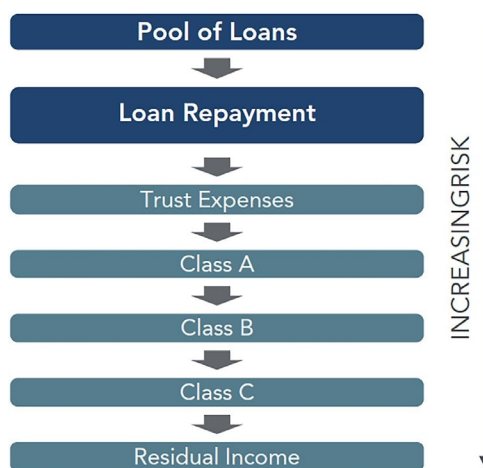 Pool of Loans
Loan Repayment
Trust Expenses
Class A
Class B
Class C
Residual Income
INCREASINGRISK